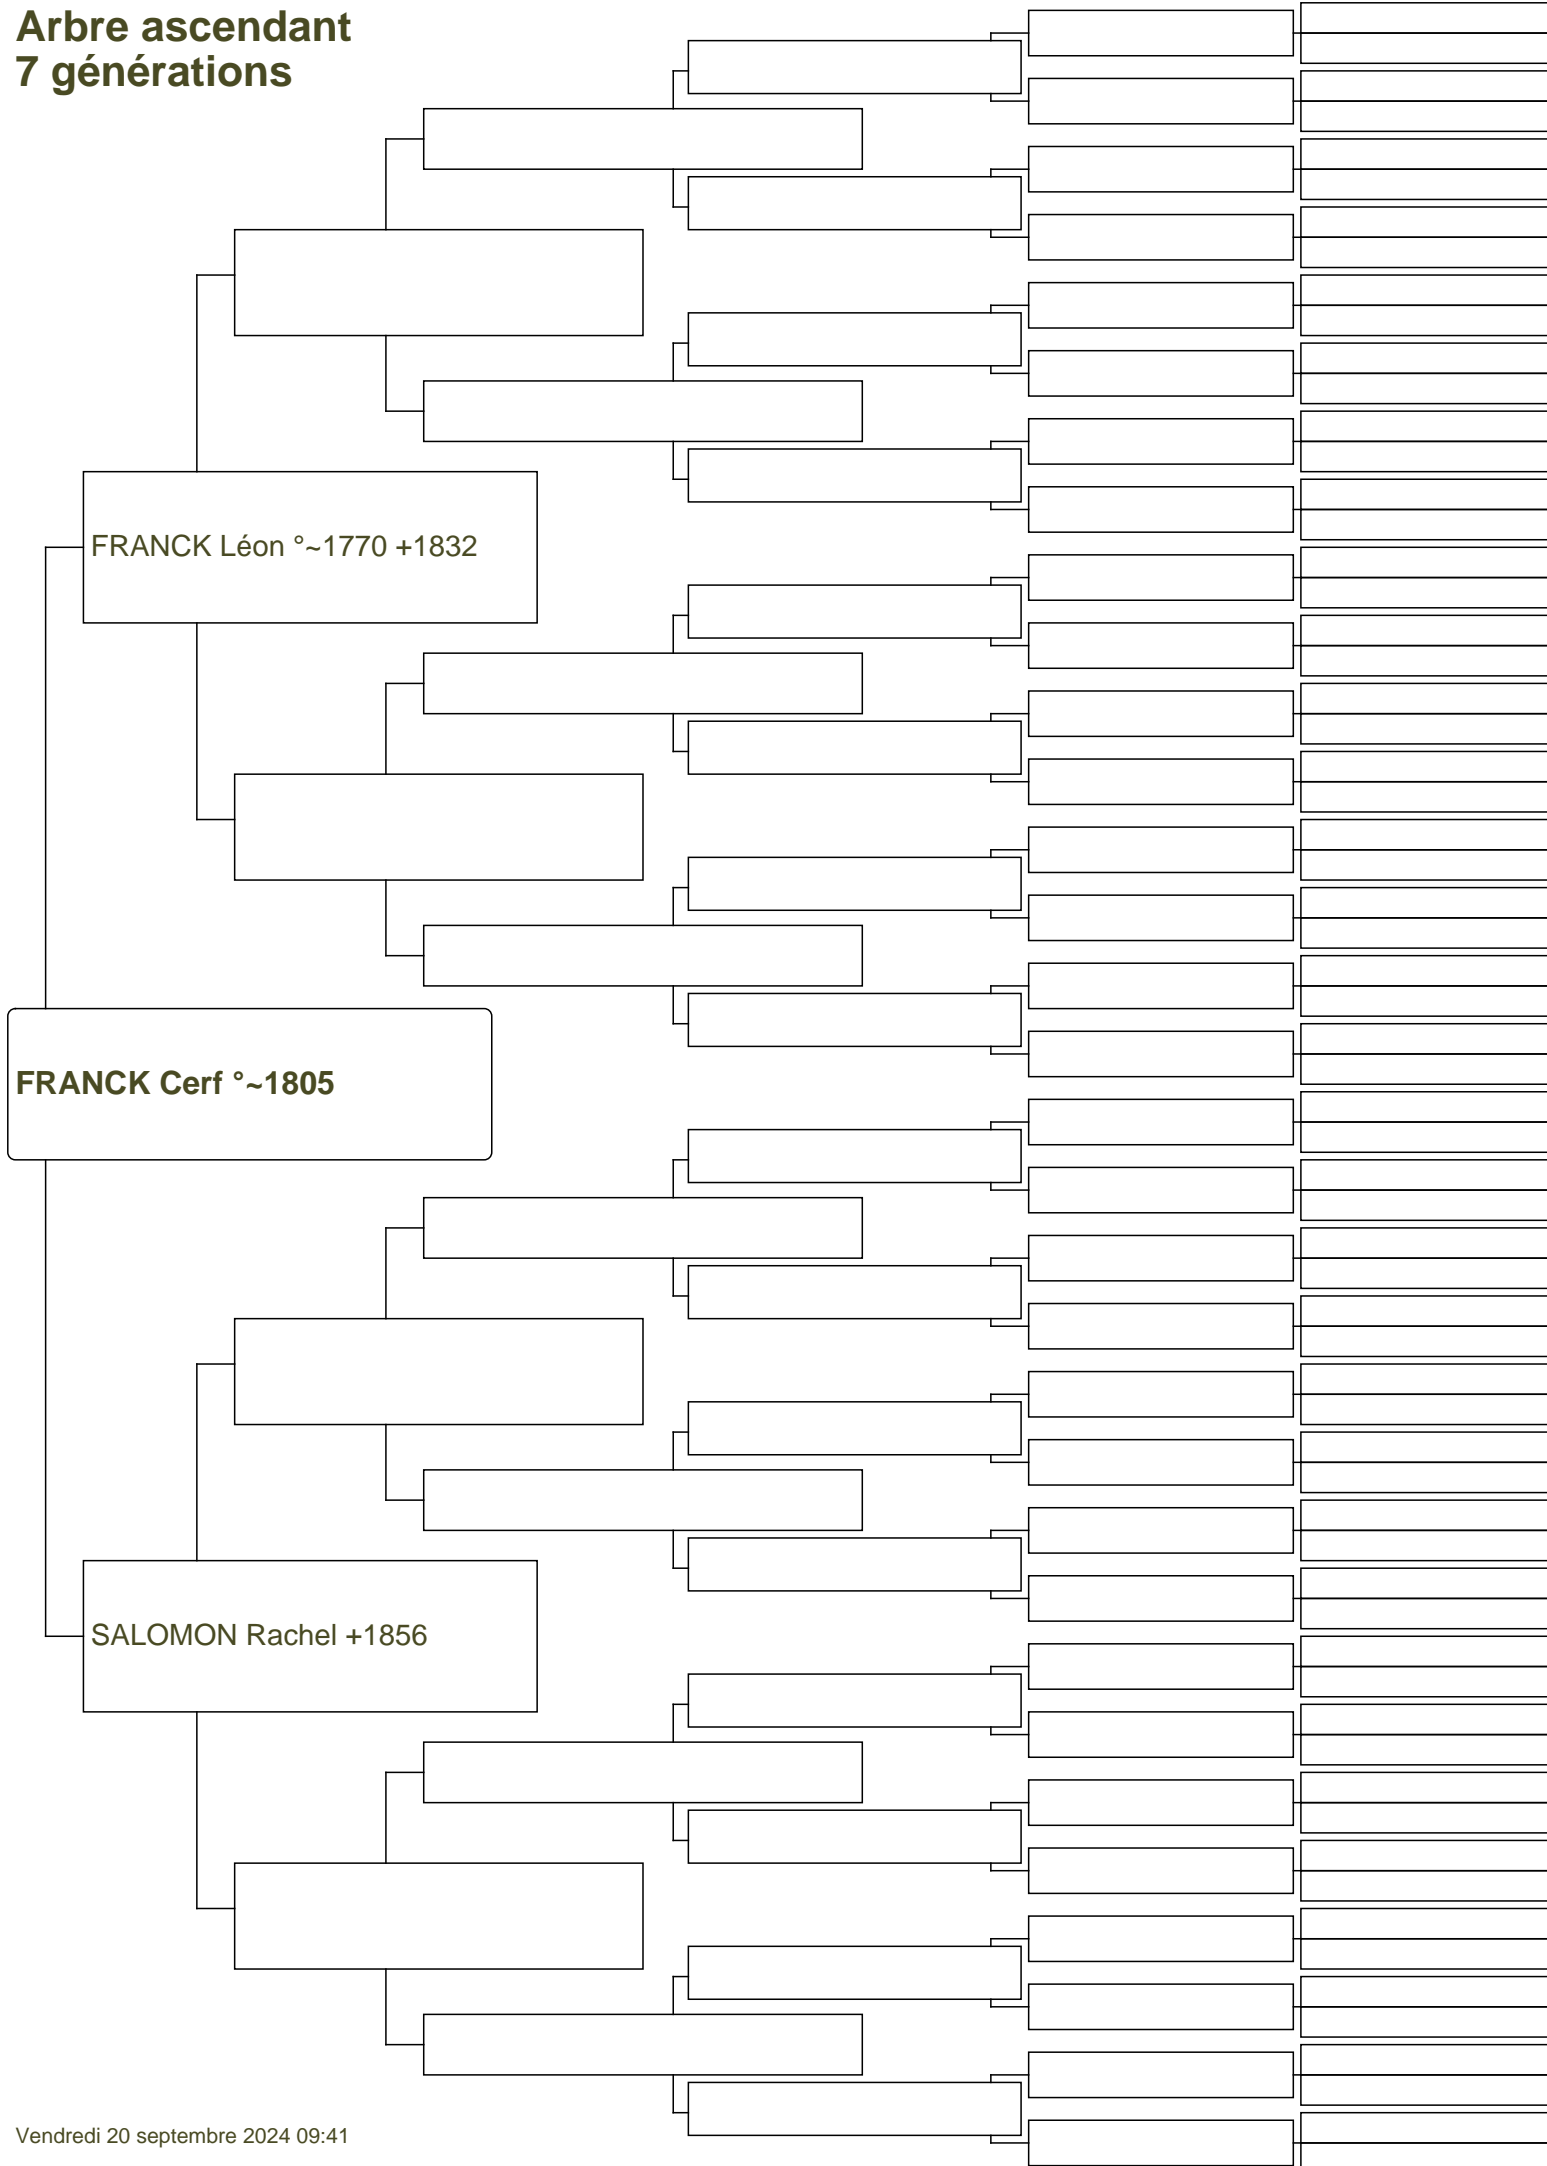 Arbre ascendant
7 générations
FRANCK Léon °~1770 +1832
FRANCK Cerf °~1805
SALOMON Rachel +1856
Vendredi 20 septembre 2024 09:41